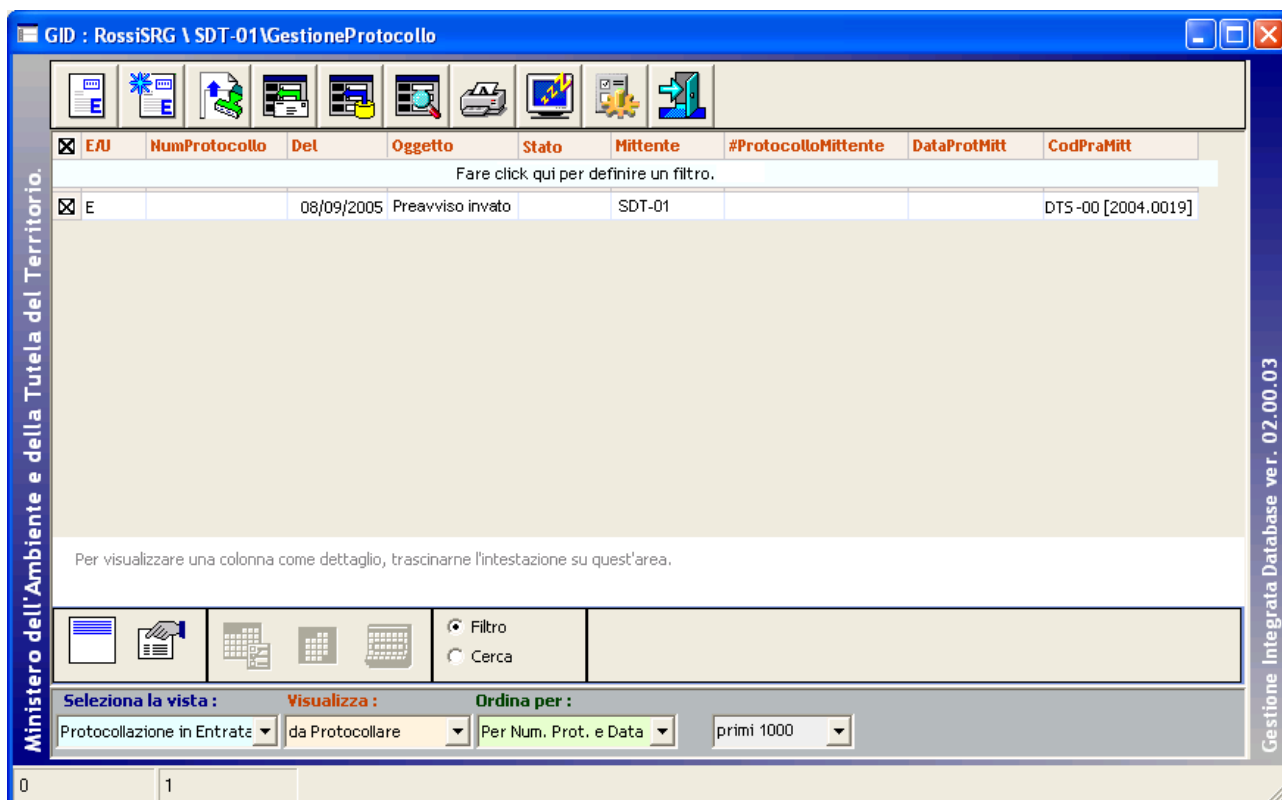 GID : RossiSRG \ SDT-01\GestioneProtocollo
E E
E/U NumProtocollo Del Oggetto Stato Mittente #ProtocolloMittente DataProtMitt CodPraMitt
Fare click qui per definire un filtro.
E 08/09/2005 Preavviso invato SDT-01 DTS-00 [2004.0019]
Per visualizzare una colonna come dettaglio, trascinarne l'intestazione su quest'area.
Filtro
Cerca
Seleziona la vista : Visualizza : Ordina per :
Protocollazione in Entrata da Protocollare Per Num. Prot. e Data primi 1000
0 1
Ministero dell'Ambiente e della Tutela del Territorio.
Gestione Integrata Database ver. 02.00.03